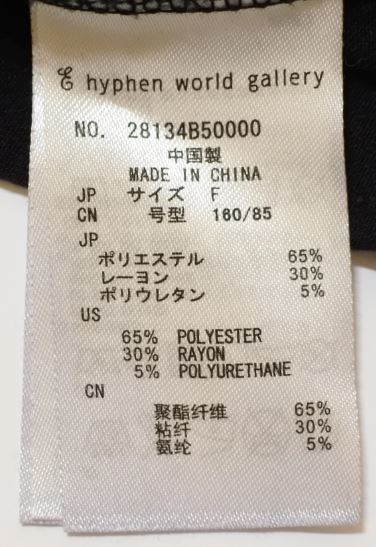 E hyphen world gallery
NO. 28134B50000
中国製
MADE IN CHINA
JP サイズ F
CN 号型 160/85
JP
ポリエステル 65%
レーヨン 30%
ポリウレタン 5%
US
65% POLYESTER
30% RAYON
5% POLYURETHANE
CN
聚酯纤维 65%
粘纤 30%
氨纶 5%